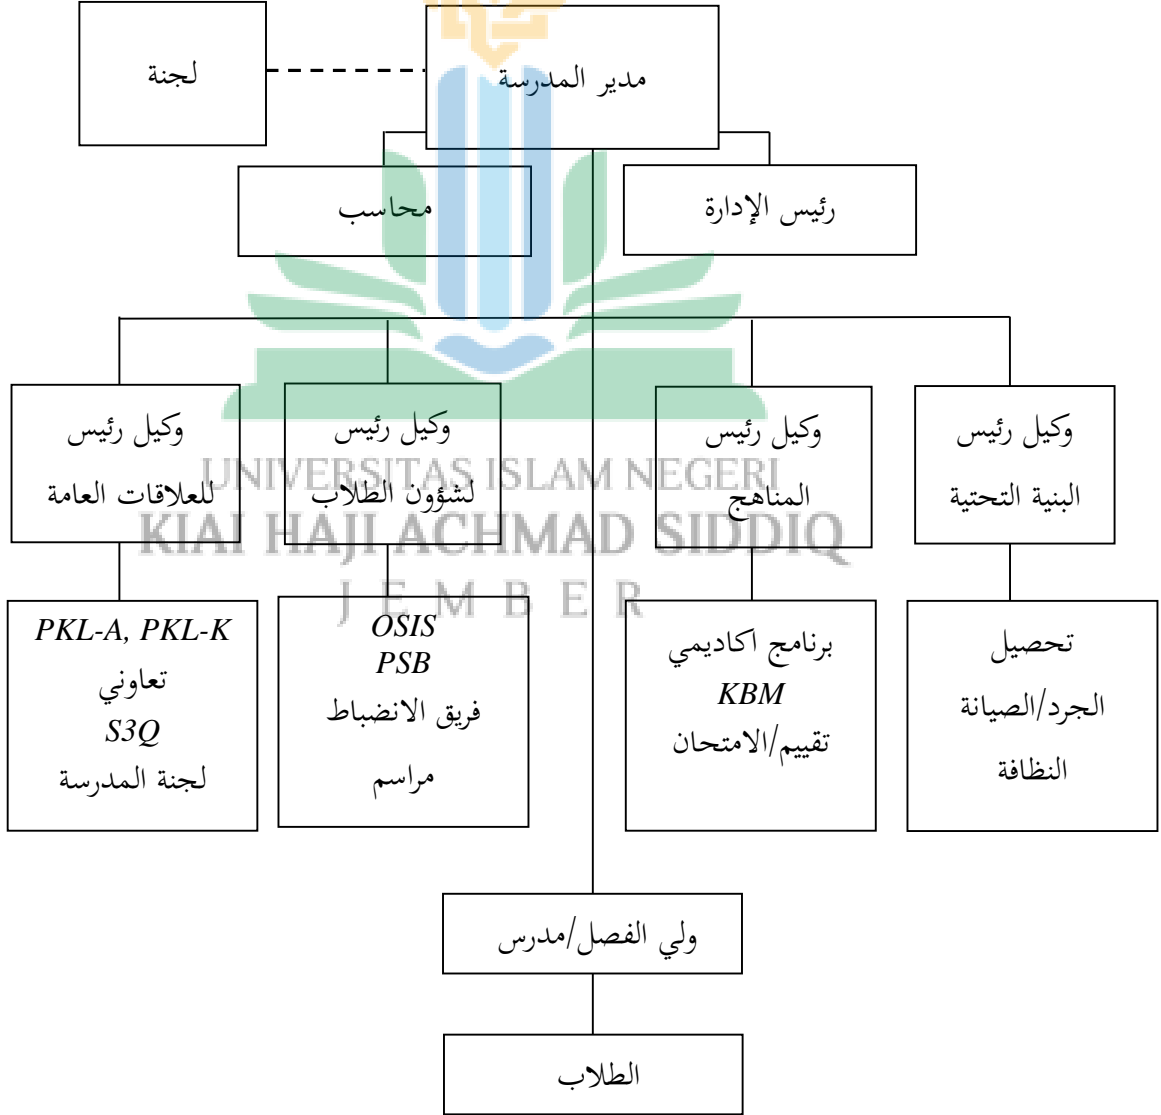 مدير المدرسة
لجنة
رئيس الإدارة
محاسب
وكيل رئيس
البنية التحتية
وكيل رئيس
المناهج
وكيل رئيس
لشؤون الطلاب
وكيل رئيس
للعلاقات العامة
UNIVERSITAS ISLAM NEGERI
KIAI HAJI ACHMAD SIDDIQ
JEMBER
تحصيل
الجرد/الصيانة
النظافة
برنامج اكاديمي
KBM
تقييم/الامتحان
OSIS
PSB
فريق الانضباط
مراسم
PKL-A, PKL-K
تعاوني
S3Q
لجنة المدرسة
ولي الفصل/مدرس
الطلاب